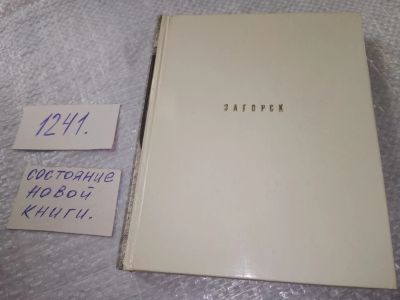 1241.
состояние
новой
книги.
ЗАГОРСК